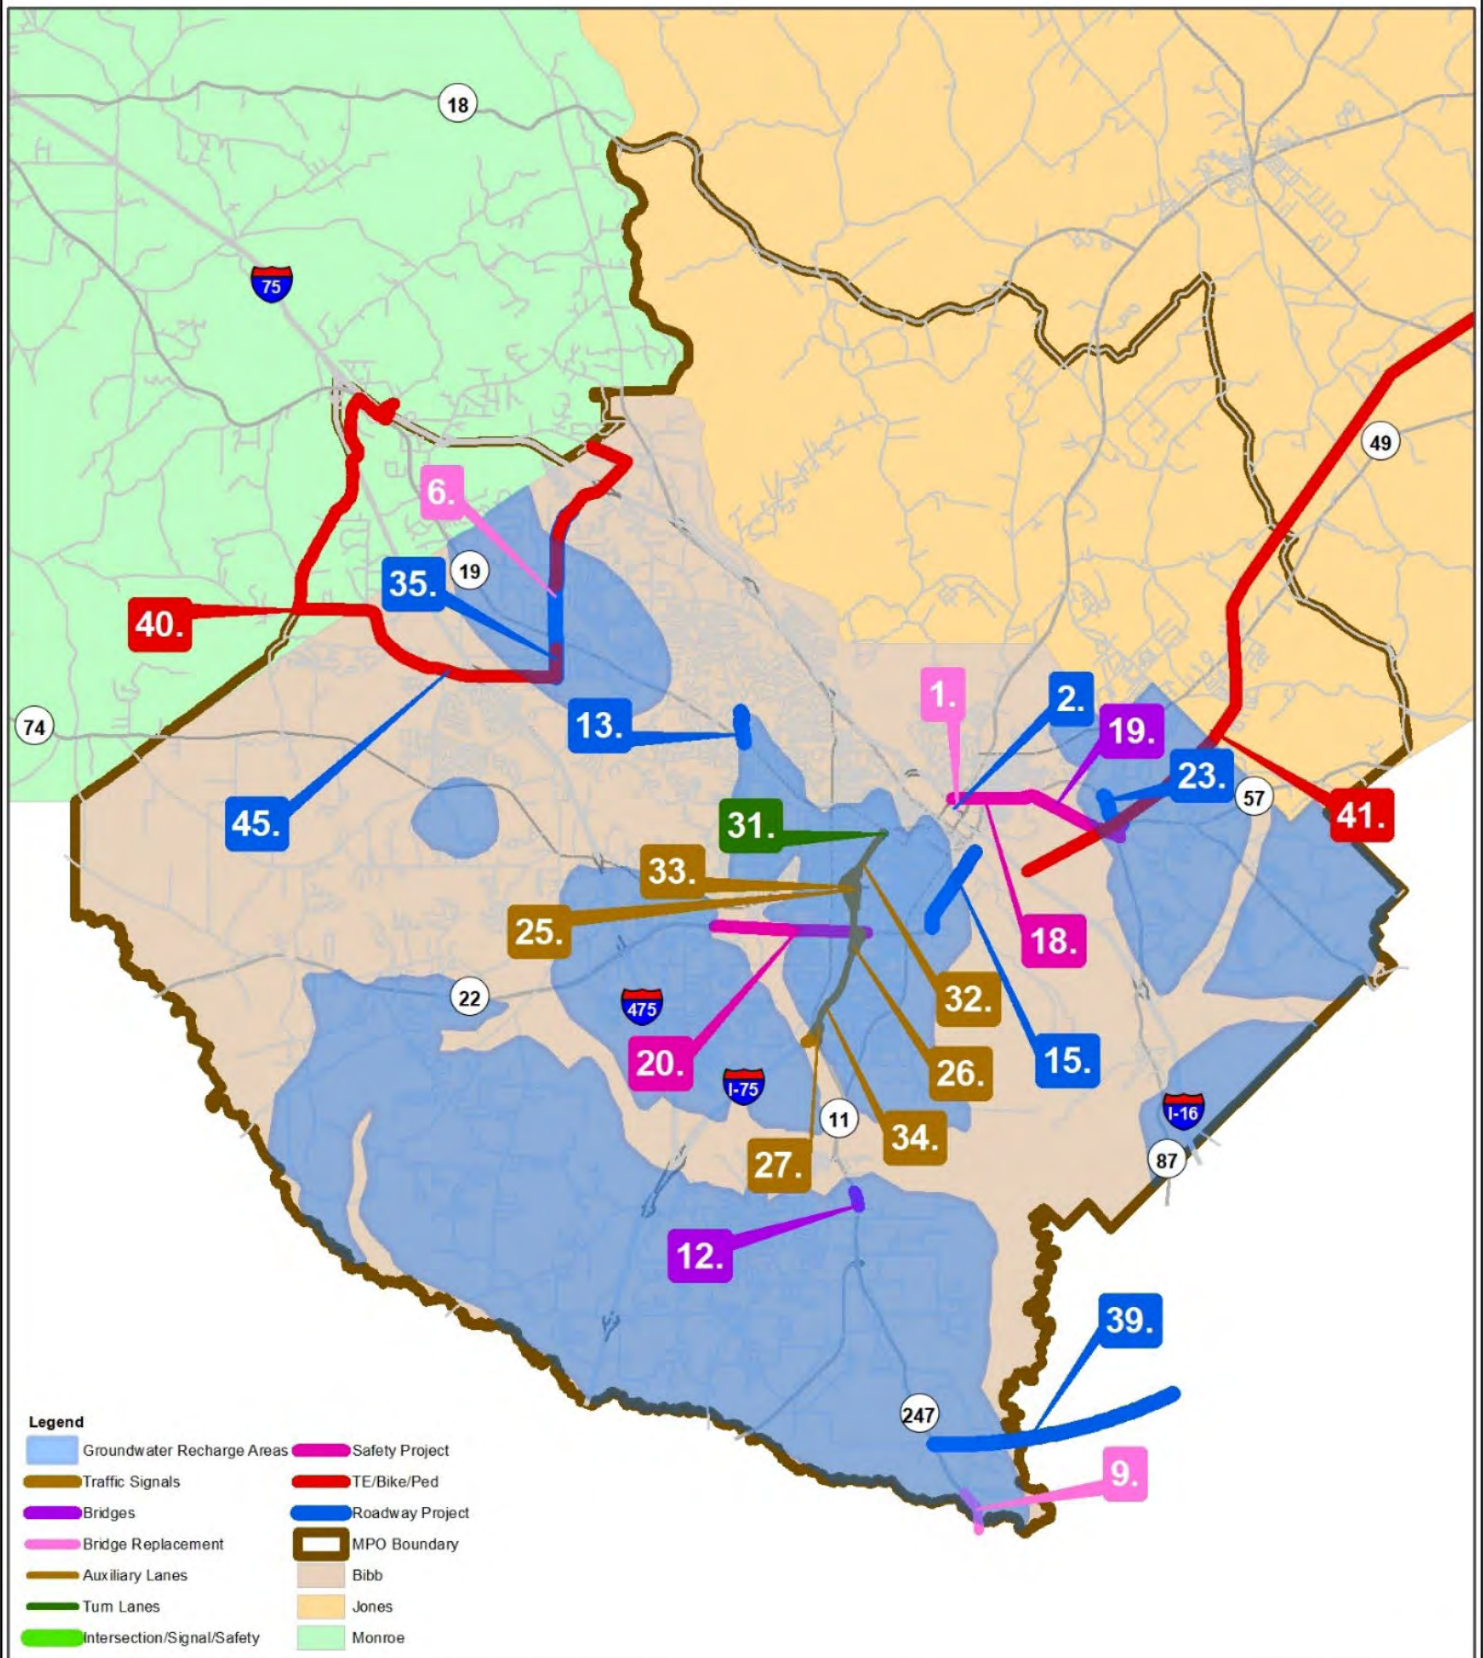 18
75
49
6.
19
35.
40.
74
13.
1.
2.
19.
23.
57
41.
45.
31.
33.
25.
18.
22
475
32.
20.
I-75
26.
15.
11
34.
I-16
27.
87
12.
39.
247
9.
Legend
Groundwater Recharge Areas
Traffic Signals
Bridges
Bridge Replacement
Auxiliary Lanes
Turn Lanes
Intersection/Signal/Safety
Safety Project
TE/Bike/Ped
Roadway Project
MPO Boundary
Bibb
Jones
Monroe